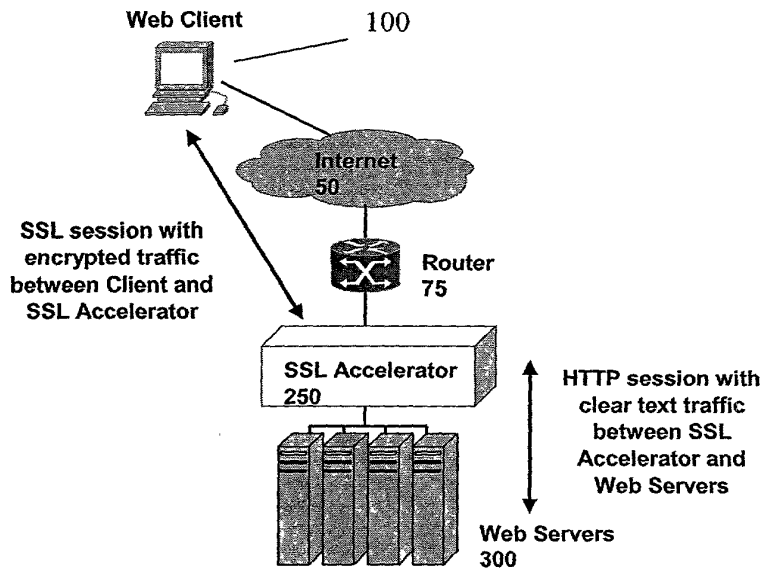 Web Client
100
Internet
50
SSL session with
encrypted traffic
between Client and
SSL Accelerator
Router
75
SSL Accelerator
250
HTTP session with
clear text traffic
between SSL
Accelerator and
Web Servers
Web Servers
300